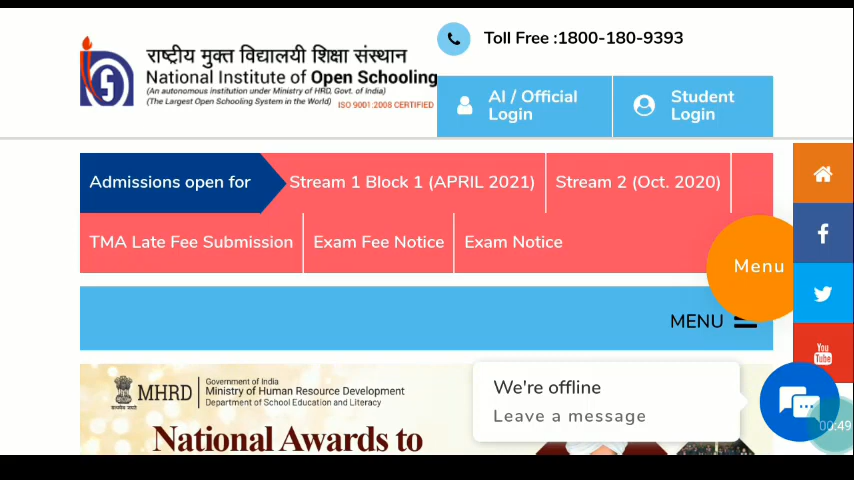 राष्ट्रीय मुक्त विद्यालयी शिक्षा संस्थान
National Institute of Open Schooling
(An autonomous institution under Ministry of HRD, Govt. of India)
(The Largest Open Schooling System in the World) ISO 9001:2008 CERTIFIED
Toll Free :1800-180-9393
AI / Official
Login
Student
Login
Admissions open for
Stream 1 Block 1 (APRIL 2021)
Stream 2 (Oct. 2020)
TMA Late Fee Submission
Exam Fee Notice
Exam Notice
Menu
MENU
You
Tube
MHRD
Government of India
Ministry of Human Resource Development
Department of School Education and Literacy
National Awards to
We're offline
Leave a message
00:49